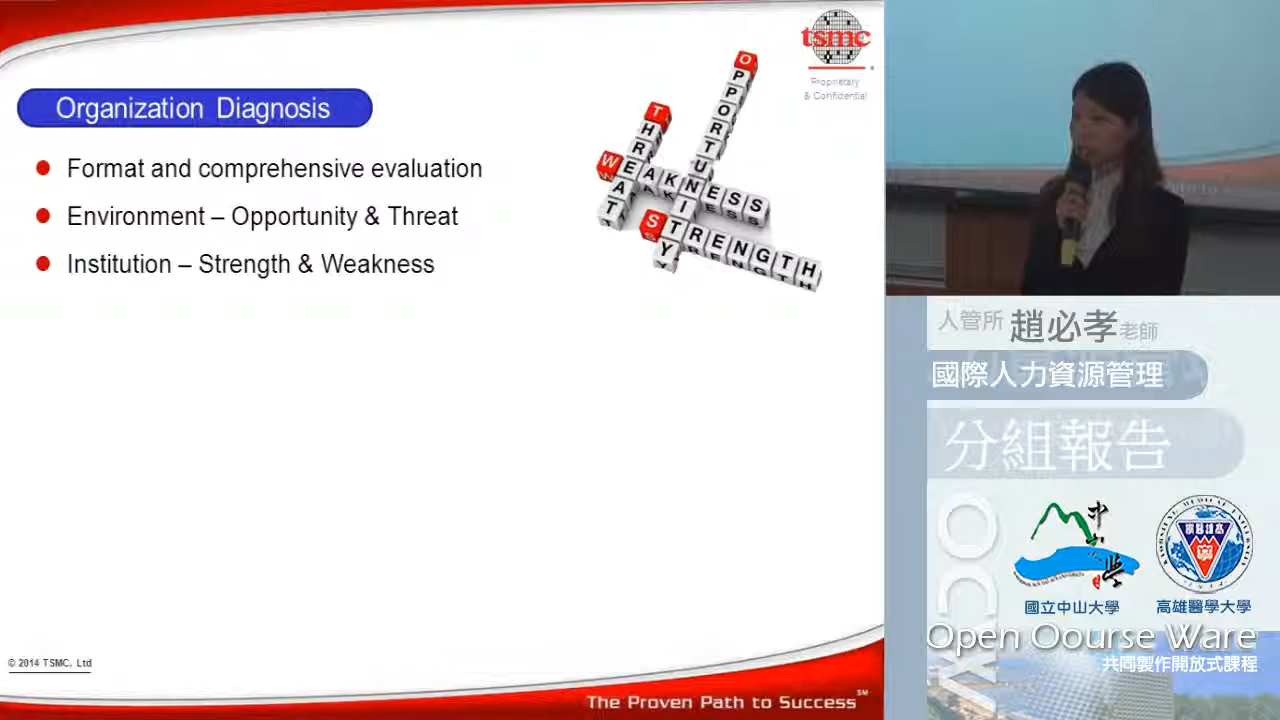 tsmc
Proprietary
& Confidential
Organization Diagnosis
Format and comprehensive evaluation
Environment – Opportunity & Threat
Institution – Strength & Weakness
OPPORTUNITY
THREAT
WEAKNESS
STRENGTH
© 2014 TSMC, Ltd
The Proven Path to Success℠
人管所 趙必孝 老師
國際人力資源管理
分組報告
OCW
國立中山大學
高雄醫學大學
Open Oourse Ware
共同製作開放式課程